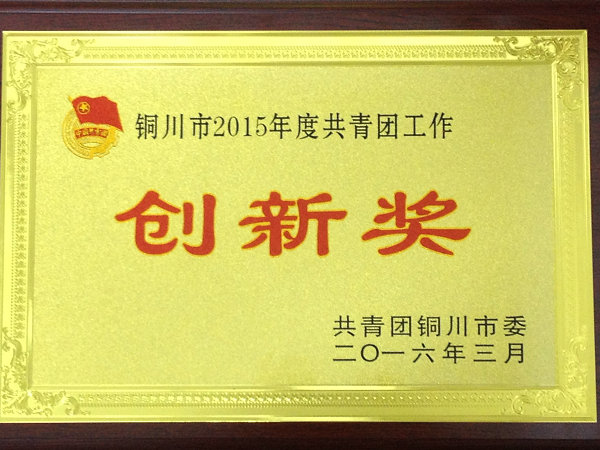 铜川市2015年度共青团工作
创新奖
共青团铜川市委
二〇一六年三月